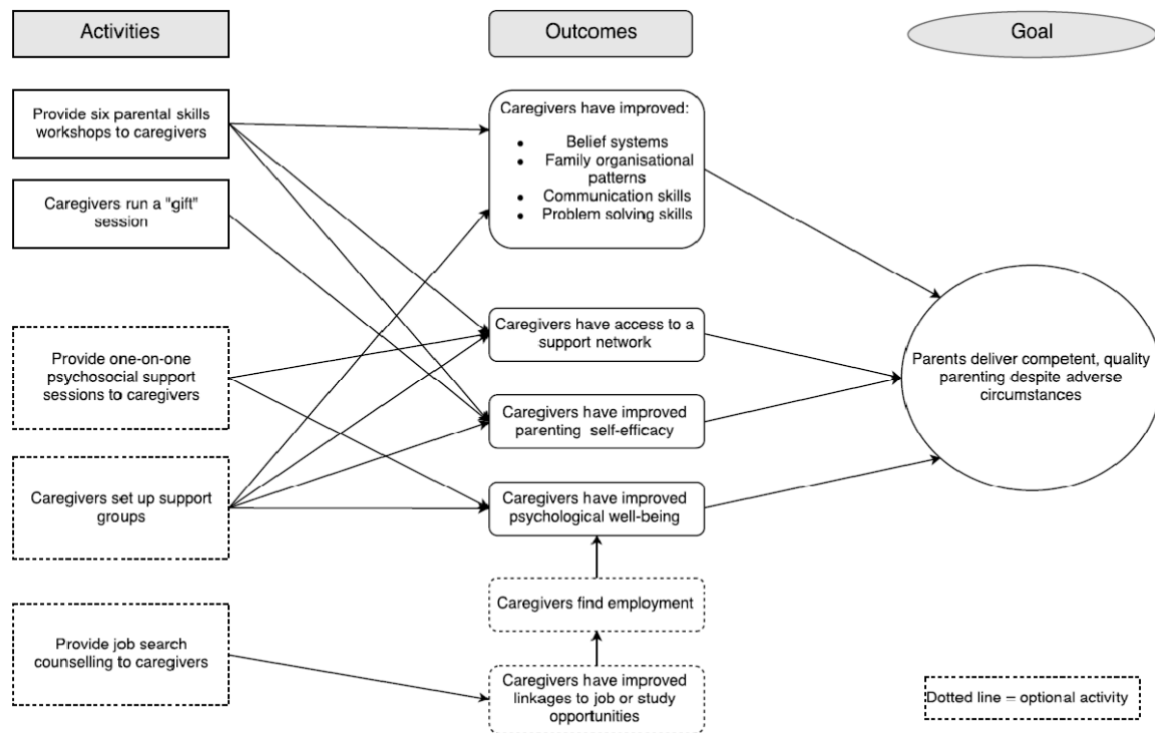 Activities
Outcomes
Goal
Provide six parental skills
workshops to caregivers
Caregivers run a "gift"
session
Provide one-on-one
psychosocial support
sessions to caregivers
Caregivers set up support
groups
Provide job search
counselling to caregivers
Caregivers have improved:
• Belief systems
• Family organisational
patterns
• Communication skills
• Problem solving skills
Caregivers have access to a
support network
Caregivers have improved
parenting self-efficacy
Caregivers have improved
psychological well-being
Caregivers find employment
Caregivers have improved
linkages to job or study
opportunities
Parents deliver competent, quality
parenting despite adverse
circumstances
Dotted line = optional activity